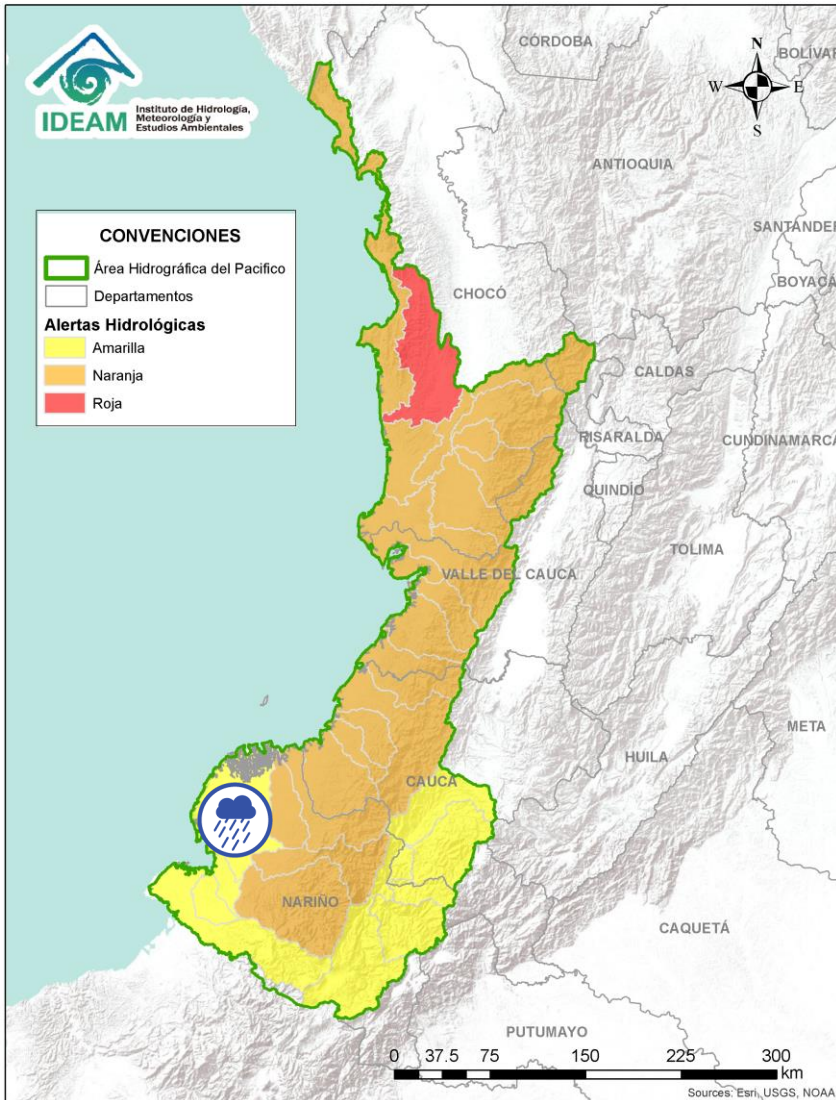 IDEAM
Instituto de Hidrología,
Meteorología y
Estudios Ambientales
CÓRDOBA
BOLÍVAR
N
W
E
S
ANTIOQUIA
SANTANDER
BOYACÁ
CONVENCIONES
Área Hidrográfica del Pacifico
Departamentos
Alertas Hidrológicas
Amarilla
Naranja
Roja
CHOCÓ
CALDAS
RISARALDA
CUNDINAMARCA
QUINDÍO
TOLIMA
VALLE DEL CAUCA
META
HUILA
CAUCA
NARIÑO
CAQUETÁ
PUTUMAYO
0 37.5 75 150 225 300
km
Sources: Esri, USGS, NOAA